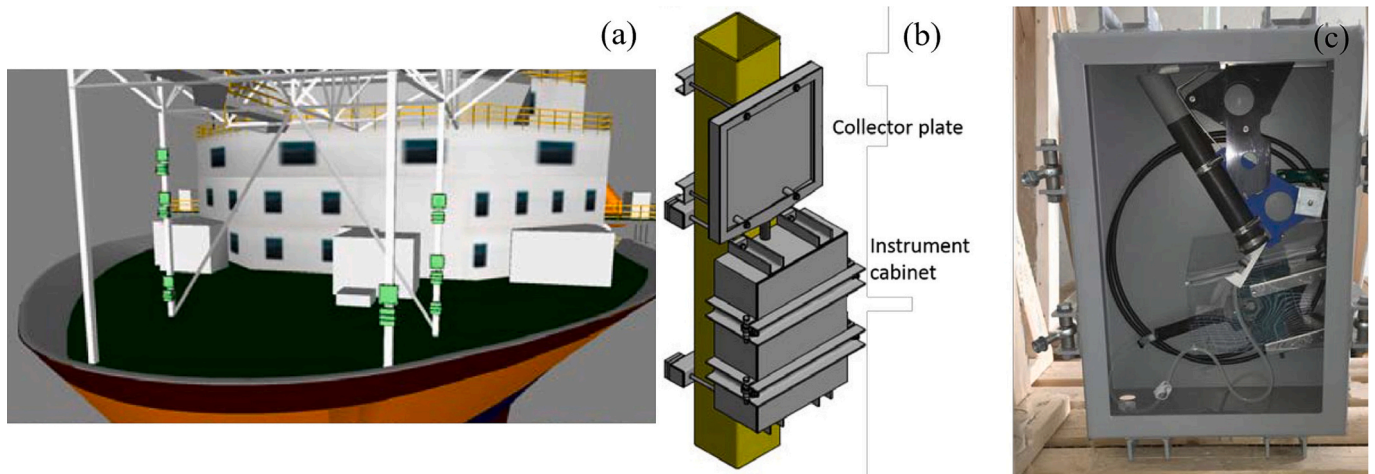 (a)
(b)
(c)
Collector plate
Instrument
cabinet